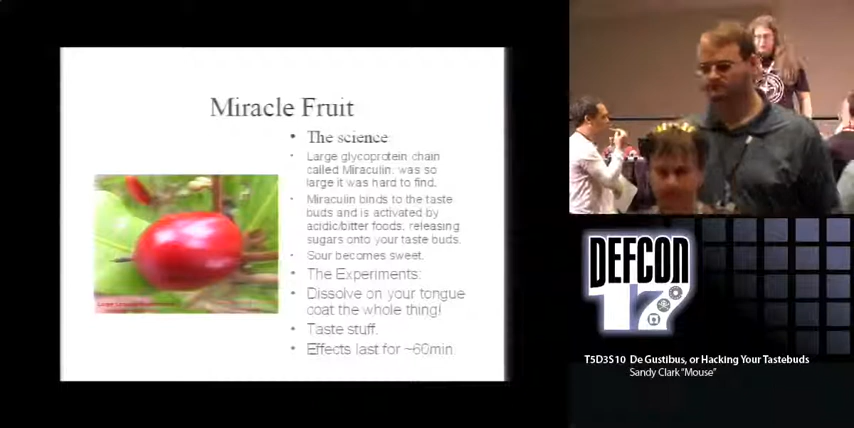 Miracle Fruit
• The science:
• Large glycoprotein chain
called Miraculin, was so
large it was hard to find.
• Miraculin binds to the taste
buds and is activated by
acidic/bitter foods, releasing
sugars onto your taste buds.
• Sour becomes sweet.
• The Experiments:
• Dissolve on your tongue
coat the whole thing!
• Taste stuff.
• Effects last for ~60min
DEFCON
17
T5D3S10 De Gustibus, or Hacking Your Tastebuds
Sandy Clark "Mouse"